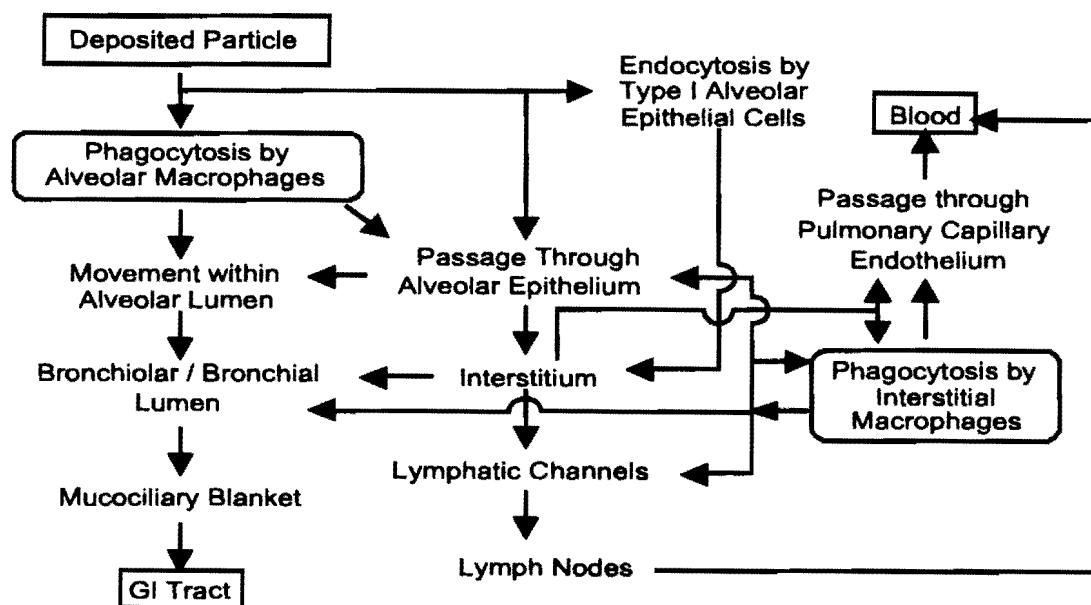 Deposited Particle
Endocytosis by
Type I Alveolar
Epithelial Cells
Blood
Phagocytosis by
Alveolar Macrophages
Passage through
Pulmonary Capillary
Endothelium
Movement within
Alveolar Lumen
Passage Through
Alveolar Epithelium
Bronchiolar / Bronchial
Lumen
Interstitium
Phagocytosis by
Interstitial
Macrophages
Lymphatic Channels
Mucociliary Blanket
Lymph Nodes
GI Tract